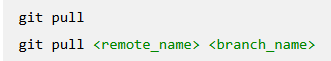 git pull
git pull <remote_name> <branch_name>